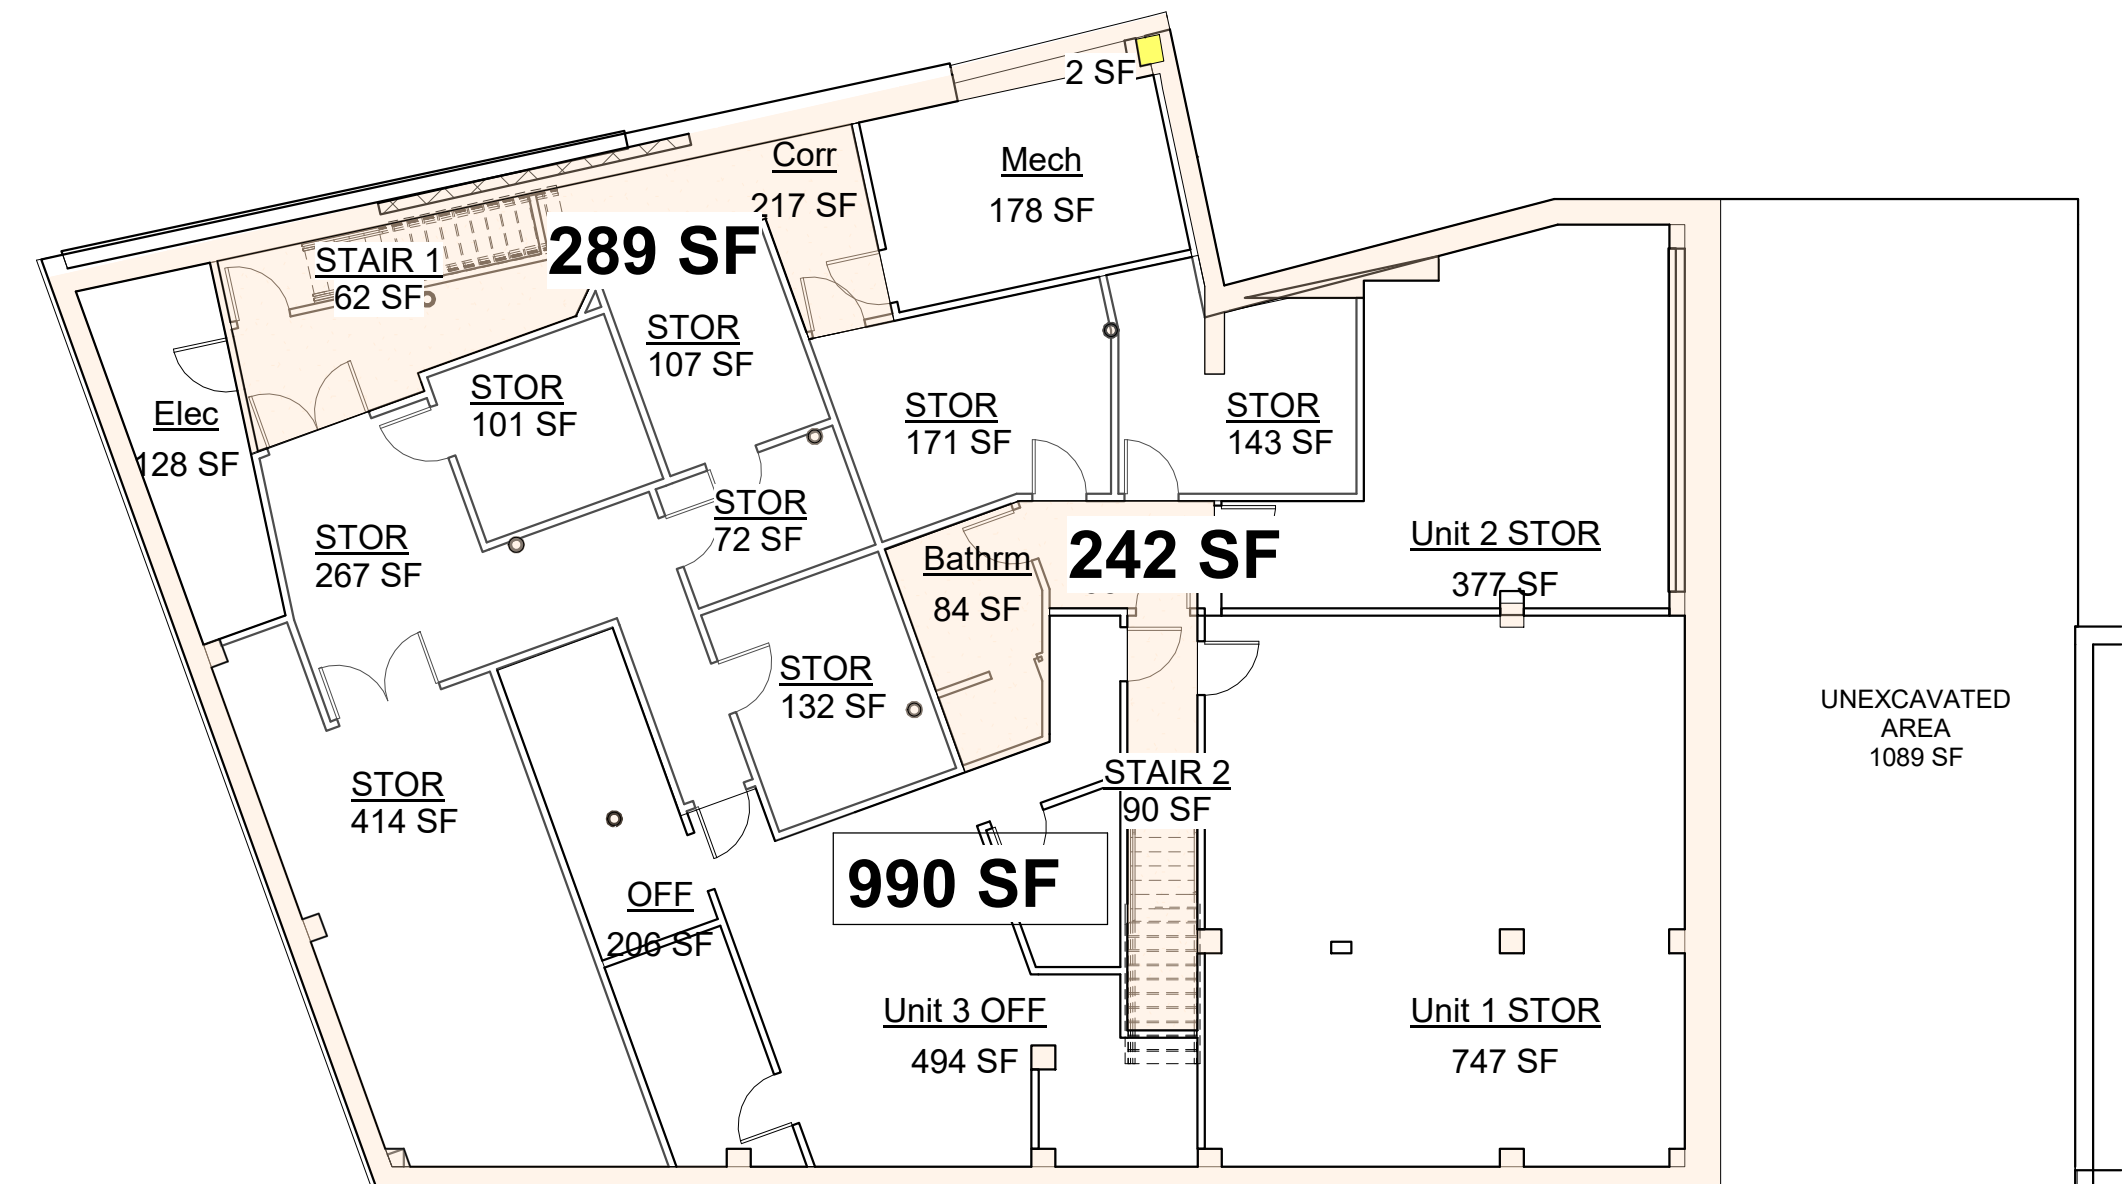 2 SF
Corr
217 SF
Mech
178 SF
289 SF
STAIR 1
62 SF
STOR
107 SF
STOR
101 SF
Elec
128 SF
STOR
171 SF
STOR
143 SF
STOR
267 SF
STOR
72 SF
Bathrm
84 SF
242 SF
Unit 2 STOR
377 SF
STOR
132 SF
STOR
414 SF
STAIR 2
90 SF
UNEXCAVATED
AREA
1089 SF
990 SF
OFF
206 SF
Unit 3 OFF
494 SF
Unit 1 STOR
747 SF